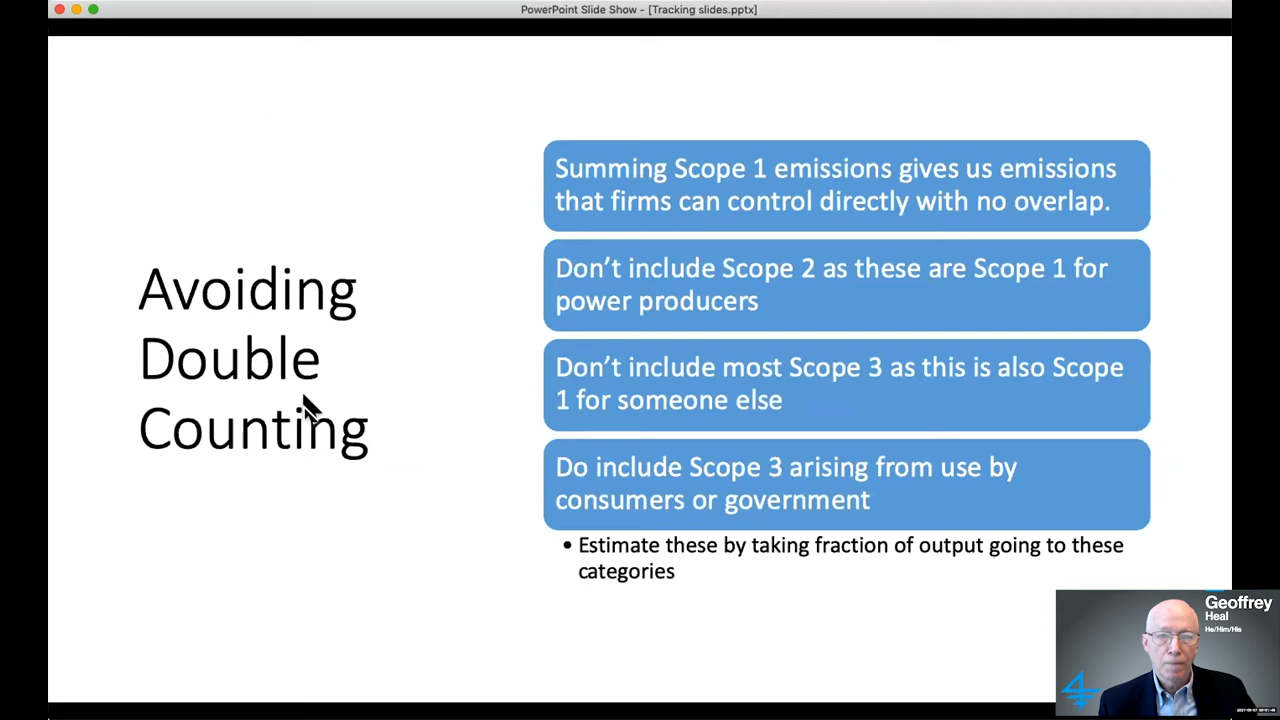 PowerPoint Slide Show - [Tracking slides.pptx]
Avoiding
Double
Counting
Summing Scope 1 emissions gives us emissions
that firms can control directly with no overlap.
Don’t include Scope 2 as these are Scope 1 for
power producers
Don’t include most Scope 3 as this is also Scope
1 for someone else
Do include Scope 3 arising from use by
consumers or government
• Estimate these by taking fraction of output going to these
categories
Geoffrey
Heal
He/Him/His